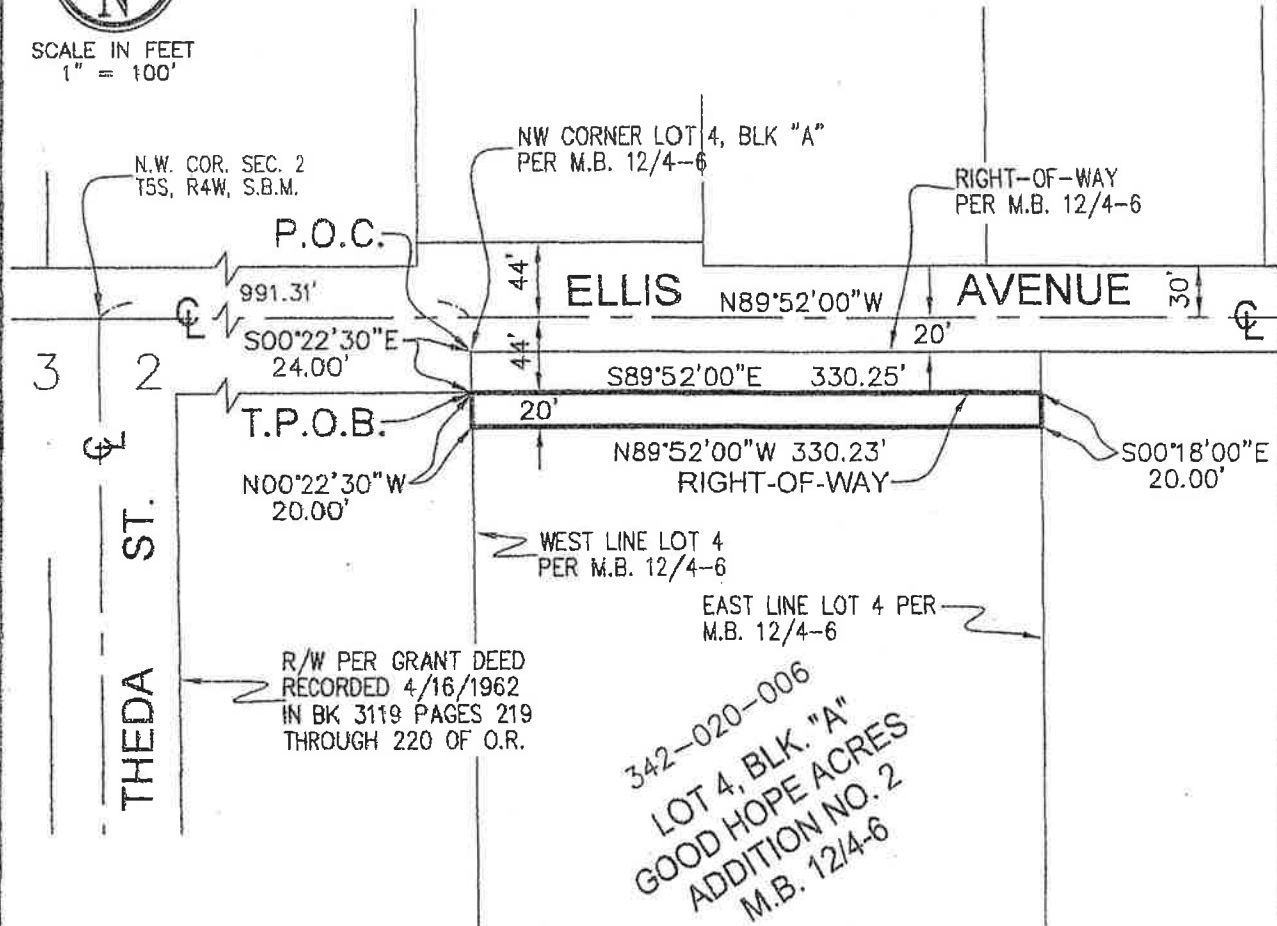 N
SCALE IN FEET
1" = 100'
N.W. COR. SEC. 2
T5S, R4W, S.B.M.
NW CORNER LOT 4, BLK "A"
PER M.B. 12/4-6
RIGHT-OF-WAY
PER M.B. 12/4-6
P.O.C.
991.31'
44'
ELLIS
N89°52'00"W
AVENUE
30'
CL
CL
20'
S00°22'30"E
24.00'
44'
3
2
S89°52'00"E 330.25'
T.P.O.B.
20'
CL
N89°52'00"W 330.23'
RIGHT-OF-WAY
S00°18'00"E
20.00'
N00°22'30"W
20.00'
WEST LINE LOT 4
PER M.B. 12/4-6
EAST LINE LOT 4 PER
M.B. 12/4-6
THEDA ST.
R/W PER GRANT DEED
RECORDED 4/16/1962
IN BK 3119 PAGES 219
THROUGH 220 OF O.R.
342-020-006
LOT 4, BLK. "A"
GOOD HOPE ACRES
ADDITION NO. 2
M.B. 12/4-6